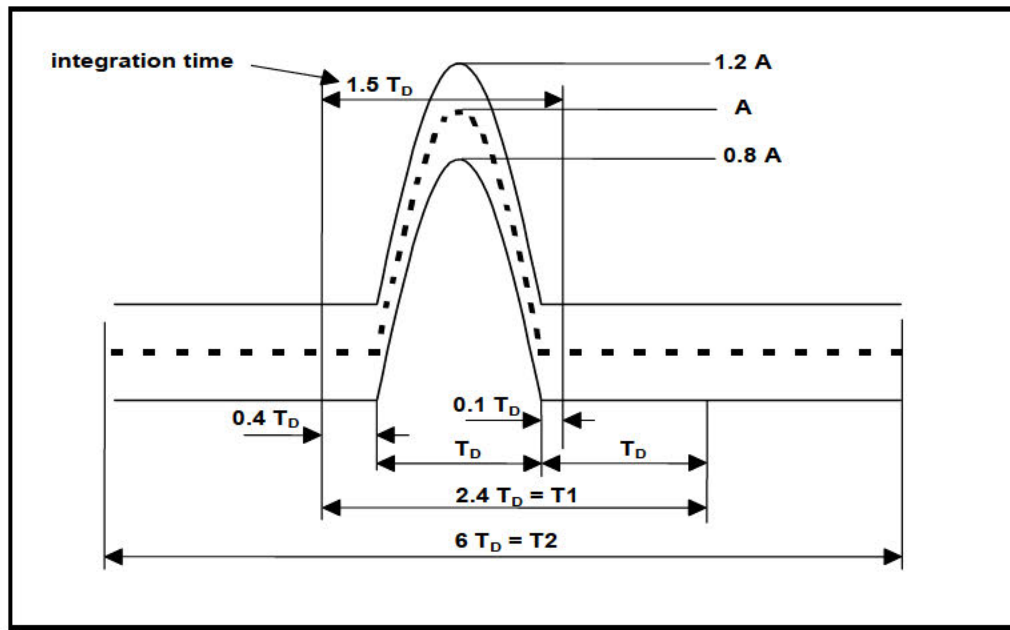 integration time
1.2 A
1.5 TD
A
0.8 A
0.4 TD
0.1 TD
TD
TD
2.4 TD = T1
6 TD = T2